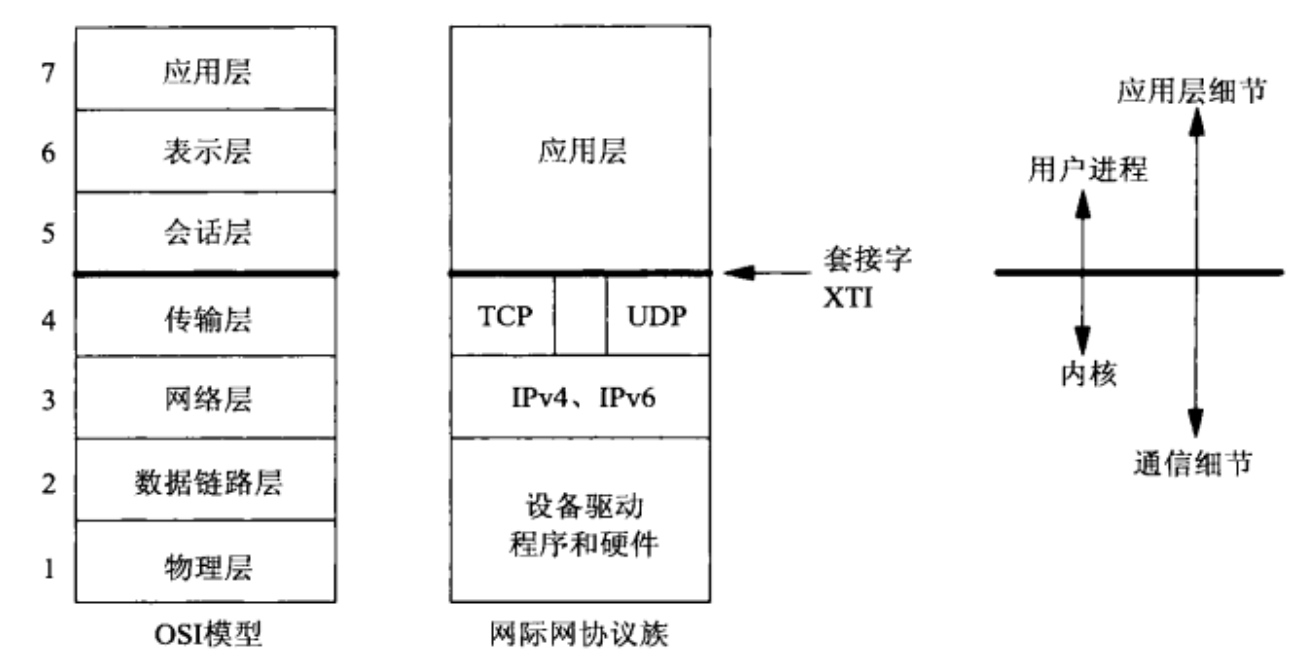 7
应用层
6
表示层
5
会话层
4
传输层
3
网络层
2
数据链路层
1
物理层
OSI模型
应用层
TCP
UDP
IPv4、IPv6
设备驱动
程序和硬件
网际网协议族
套接字
XTI
应用层细节
用户进程
内核
通信细节